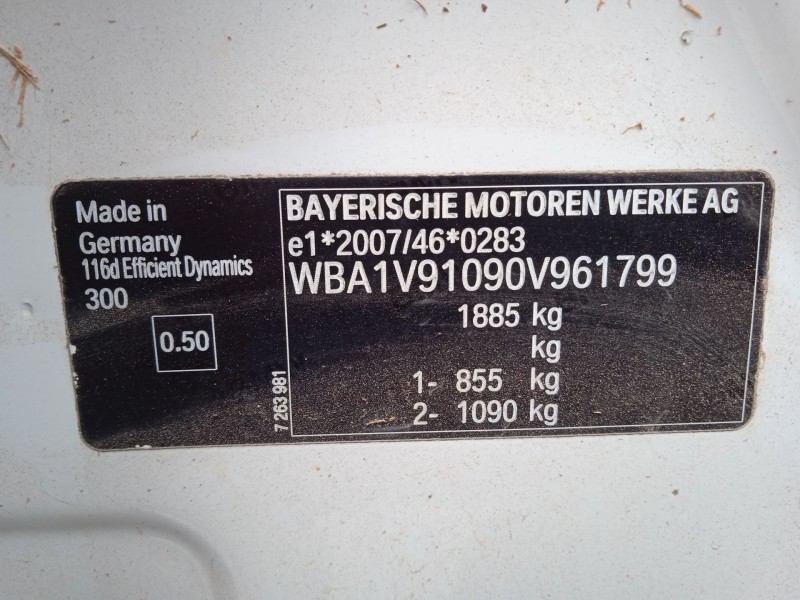 Made in
Germany
116d Efficient Dynamics
300
0.50
7 263 981
BAYERISCHE MOTOREN WERKE AG
e1*2007/46*0283
WBA1V91090V961799
1885 kg
kg
1- 855 kg
2- 1090 kg